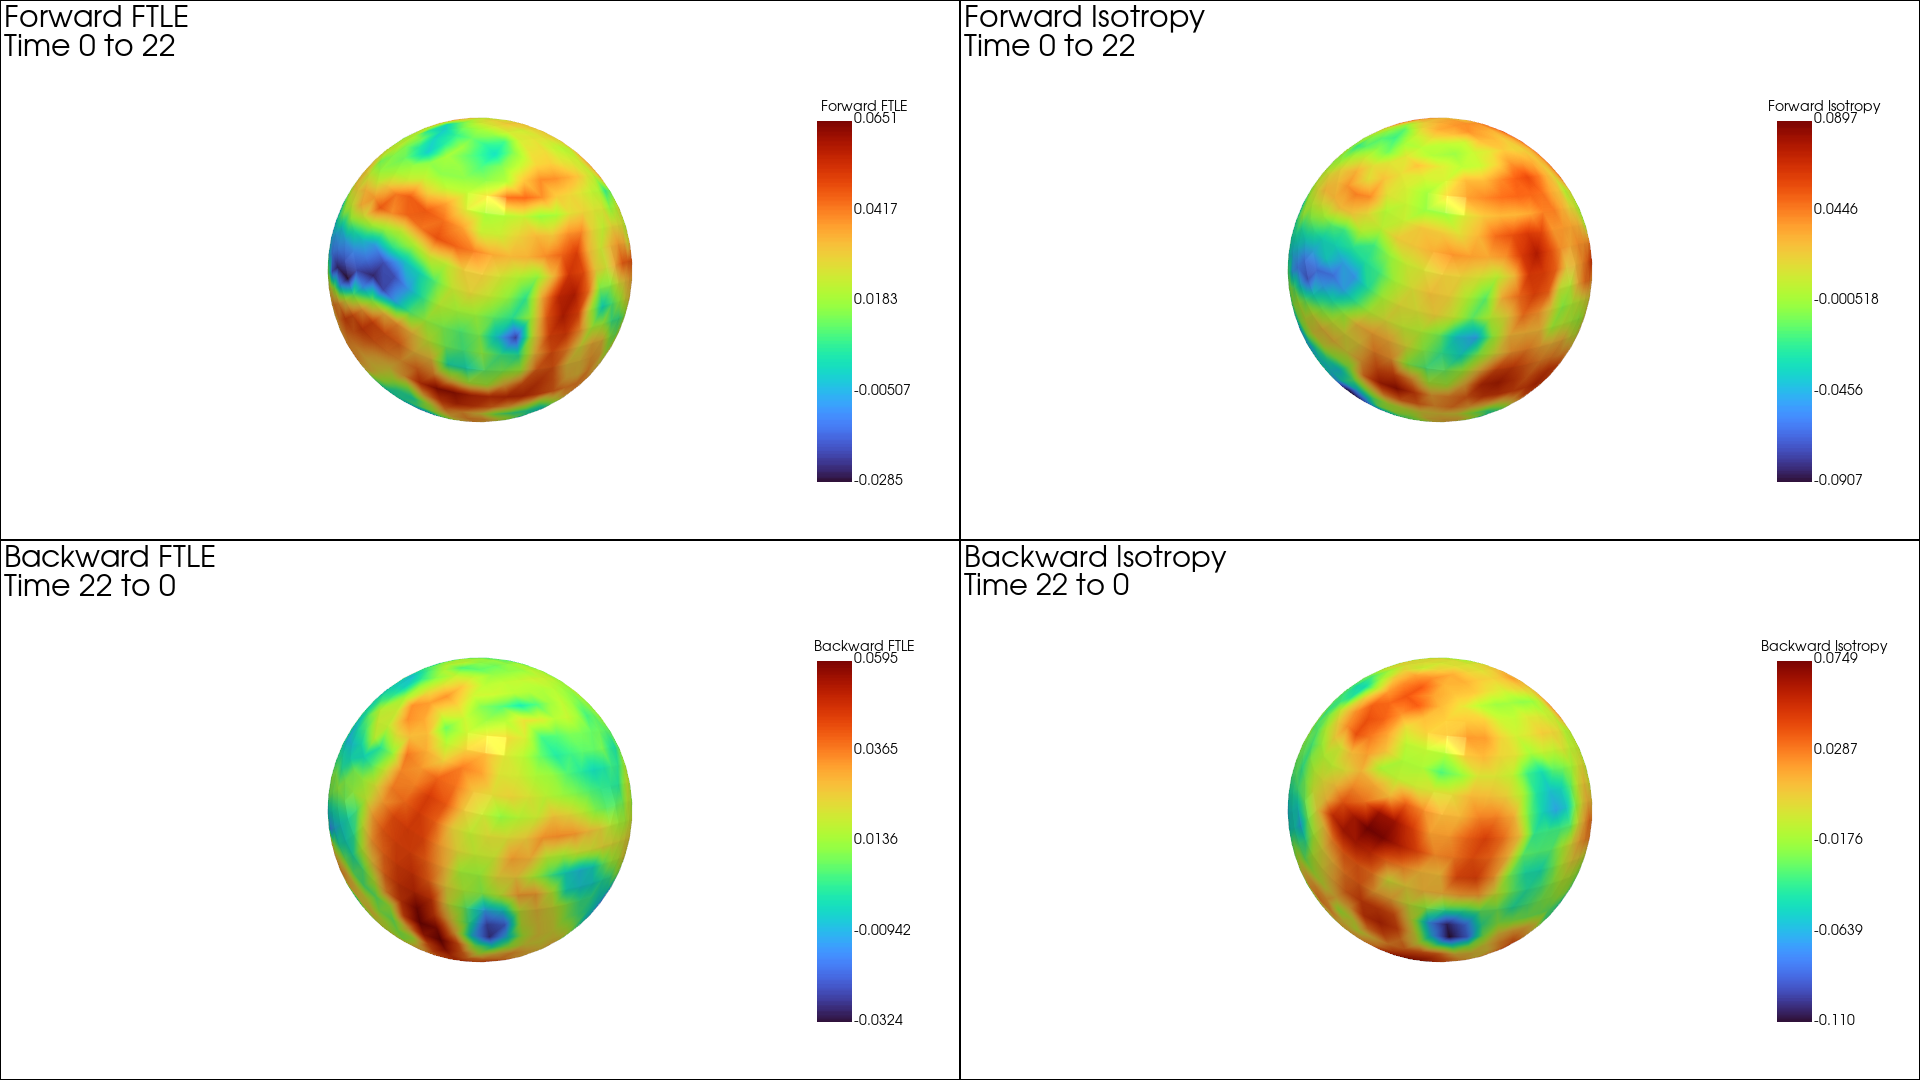 Forward FTLE
Time 0 to 22
Forward FTLE
0.0651
0.0417
0.0183
-0.00507
-0.0285
Forward Isotropy
Time 0 to 22
Forward Isotropy
0.0897
0.0446
-0.000518
-0.0456
-0.0907
Backward FTLE
Time 22 to 0
Backward FTLE
0.0595
0.0365
0.0136
-0.00942
-0.0324
Backward Isotropy
Time 22 to 0
Backward Isotropy
0.0749
0.0287
-0.0176
-0.0639
-0.110